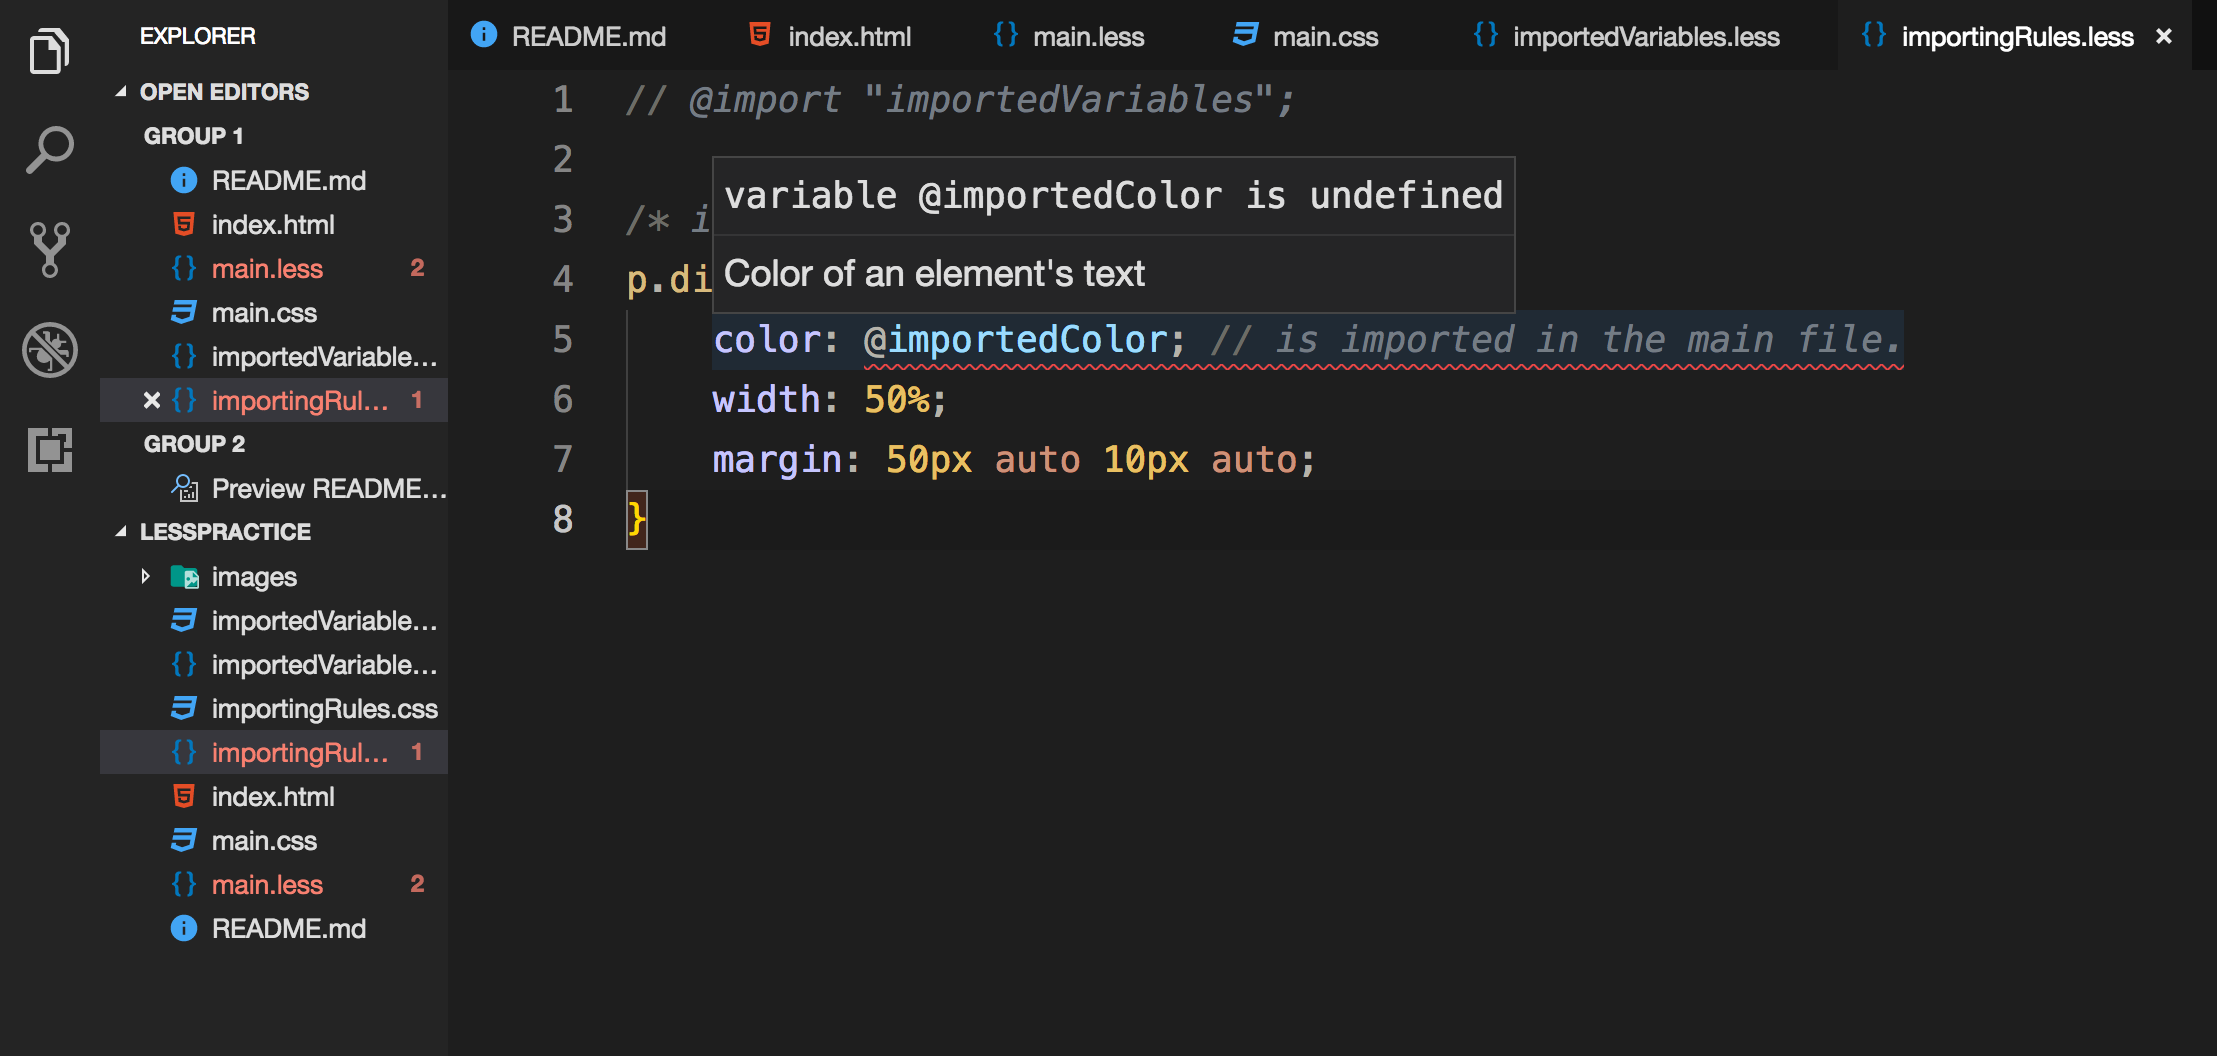 EXPLORER
OPEN EDITORS
GROUP 1
README.md
index.html
main.less 2
main.css
importedVariable...
importingRul... 1
GROUP 2
Preview README...
LESSPRACTICE
images
importedVariable...
importedVariable...
importingRules.css
importingRul... 1
index.html
main.css
main.less 2
README.md
README.md index.html main.less main.css importedVariables.less importingRules.less
1 // @import "importedVariables";
2
variable @importedColor is undefined
3 /* i
Color of an element's text
4 p.di
5 color: @importedColor; // is imported in the main file.
6 width: 50%;
7 margin: 50px auto 10px auto;
8 }